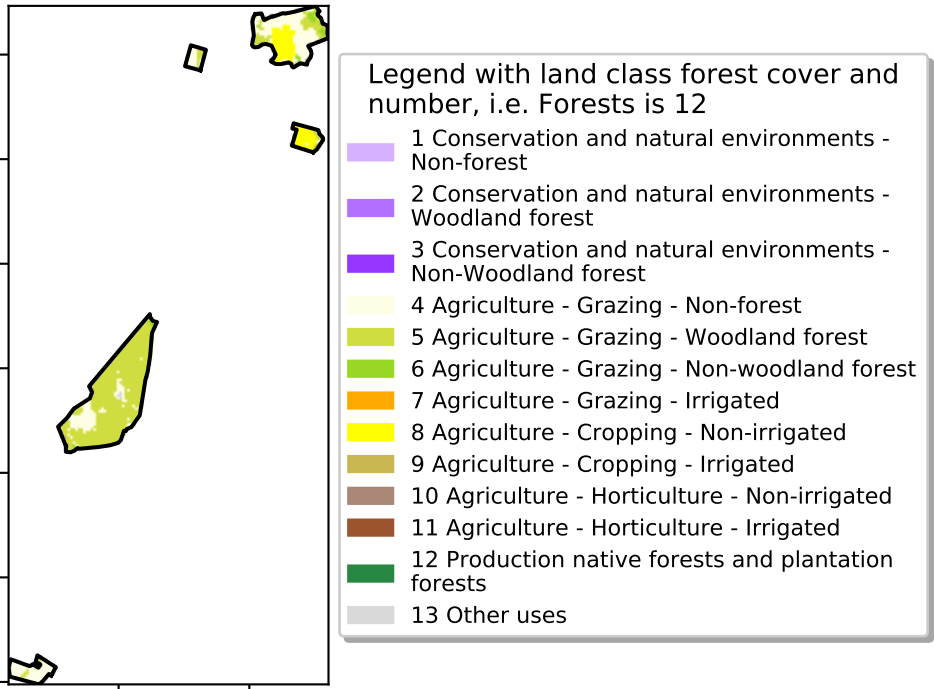 Legend with land class forest cover and
number, i.e. Forests is 12
1 Conservation and natural environments -
Non-forest
2 Conservation and natural environments -
Woodland forest
3 Conservation and natural environments -
Non-Woodland forest
4 Agriculture - Grazing - Non-forest
5 Agriculture - Grazing - Woodland forest
6 Agriculture - Grazing - Non-woodland forest
7 Agriculture - Grazing - Irrigated
8 Agriculture - Cropping - Non-irrigated
9 Agriculture - Cropping - Irrigated
10 Agriculture - Horticulture - Non-irrigated
11 Agriculture - Horticulture - Irrigated
12 Production native forests and plantation
forests
13 Other uses